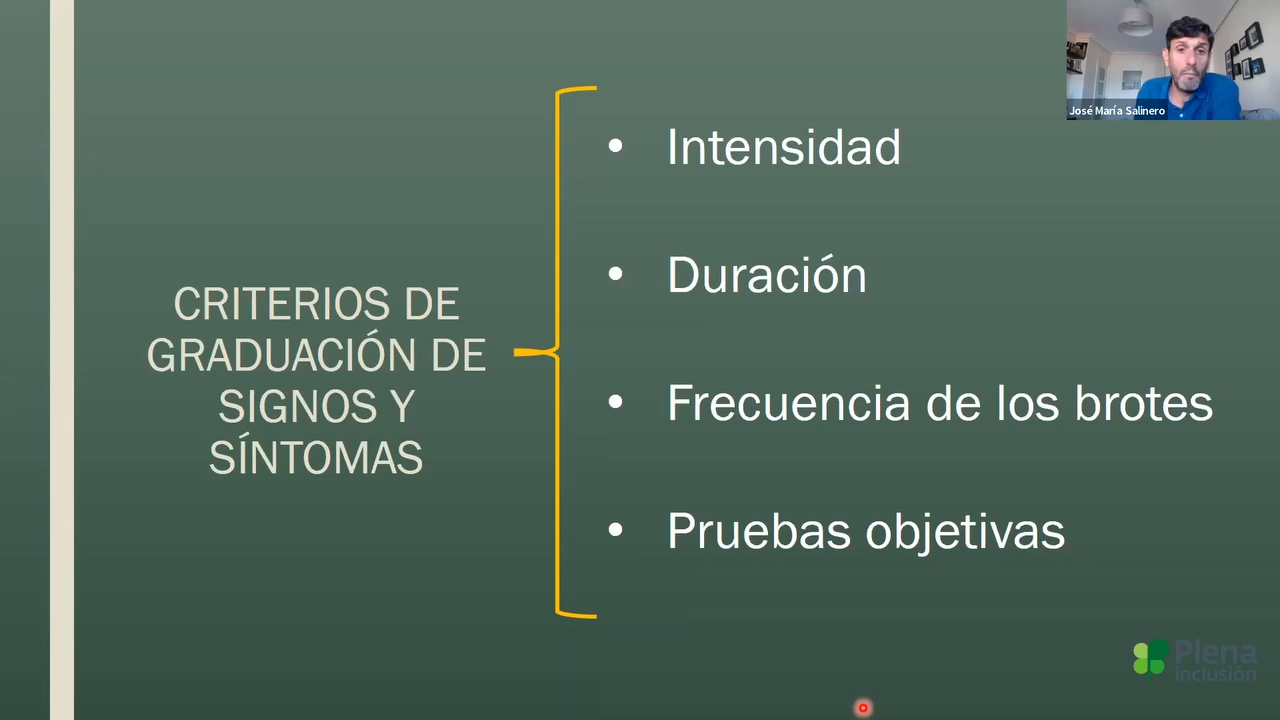 José María Salinero
CRITERIOS DE
GRADUACIÓN DE
SIGNOS Y
SÍNTOMAS
• Intensidad
• Duración
• Frecuencia de los brotes
• Pruebas objetivas
Plena
inclusión